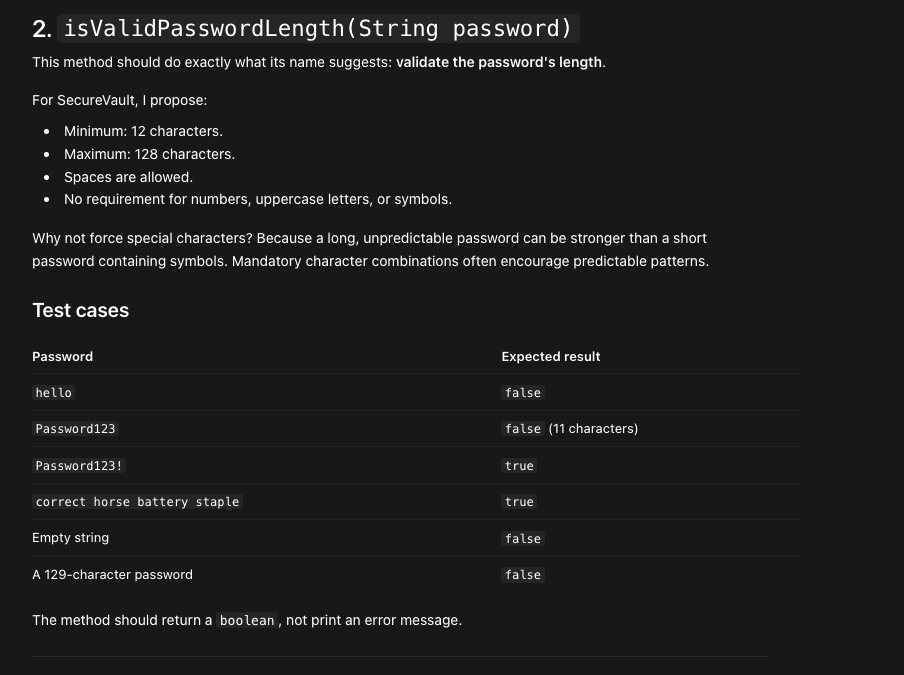 2. isValidPasswordLength(String password)
This method should do exactly what its name suggests: validate the password's length.
For SecureVault, I propose:
• Minimum: 12 characters.
• Maximum: 128 characters.
• Spaces are allowed.
• No requirement for numbers, uppercase letters, or symbols.
Why not force special characters? Because a long, unpredictable password can be stronger than a short
password containing symbols. Mandatory character combinations often encourage predictable patterns.
Test cases
Password Expected result
hello false
Password123 false (11 characters)
Password123! true
correct horse battery staple true
Empty string false
A 129-character password false
The method should return a boolean, not print an error message.